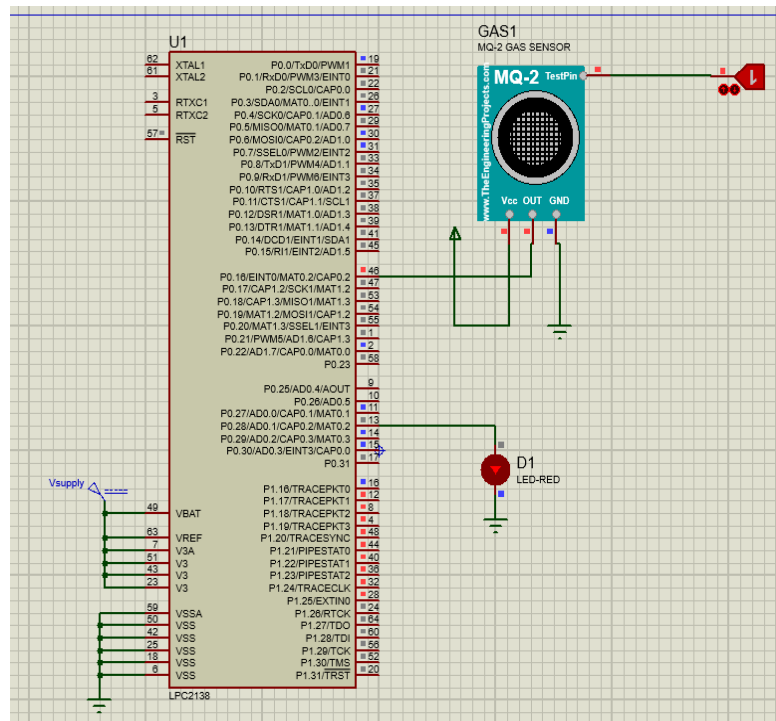 U1
62 XTAL1
61 XTAL2
3 RTXC1
5 RTXC2
57 RST
49 VBAT
63 VREF
7 V3A
51 V3
43 V3
23 V3
59 VSSA
50 VSS
42 VSS
25 VSS
18 VSS
6 VSS
Vsupply
P0.0/TxD0/PWM1 19
P0.1/RxD0/PWM3/EINT0 21
P0.2/SCL0/CAP0.0 22
P0.3/SDA0/MAT0..0/EINT1 26
P0.4/SCK0/CAP0.1/AD0.6 27
P0.5/MISO0/MAT0.1/AD0.7 29
P0.6/MOSI0/CAP0.2/AD1.0 30
P0.7/SSEL0/PWM2/EINT2 31
P0.8/TxD1/PWM4/AD1.1 33
P0.9/RxD1/PWM6/EINT3 34
P0.10/RTS1/CAP1.0/AD1.2 35
P0.11/CTS1/CAP1.1/SCL1 37
P0.12/DSR1/MAT1.0/AD1.3 38
P0.13/DTR1/MAT1.1/AD1.4 39
P0.14/DCD1/EINT1/SDA1 41
P0.15/RI1/EINT2/AD1.5 45
P0.16/EINT0/MAT0.2/CAP0.2 46
P0.17/CAP1.2/SCK1/MAT1.2 47
P0.18/CAP1.3/MISO1/MAT1.3 53
P0.19/MAT1.2/MOSI1/CAP1.2 54
P0.20/MAT1.3/SSEL1/EINT3 55
P0.21/PWM5/AD1.6/CAP1.3 1
P0.22/AD1.7/CAP0.0/MAT0.0 2
P0.23 58
P0.25/AD0.4/AOUT 9
P0.26/AD0.5 10
P0.27/AD0.0/CAP0.1/MAT0.1 11
P0.28/AD0.1/CAP0.2/MAT0.2 13
P0.29/AD0.2/CAP0.3/MAT0.3 14
P0.30/AD0.3/EINT3/CAP0.0 15
P0.31 17
P1.16/TRACEPKT0 16
P1.17/TRACEPKT1 12
P1.18/TRACEPKT2 8
P1.19/TRACEPKT3 4
P1.20/TRACESYNC 48
P1.21/PIPESTAT0 44
P1.22/PIPESTAT1 40
P1.23/PIPESTAT2 36
P1.24/TRACECLK 32
P1.25/EXTIN0 28
P1.26/RTCK 24
P1.27/TDO 64
P1.28/TDI 60
P1.29/TCK 56
P1.30/TMS 52
P1.31/TRST 20
LPC2138
GAS1
MQ-2 GAS SENSOR
MQ-2 TestPin
www.TheEngineeringProjects.com
Vcc OUT GND
1
D1
LED-RED